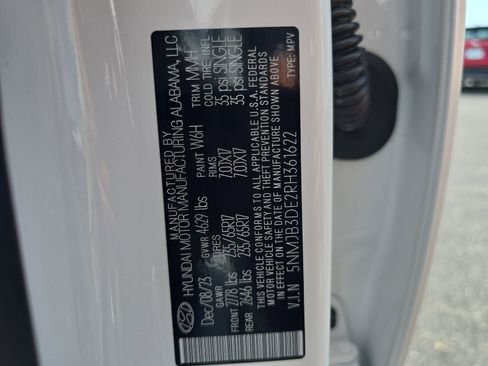 MANUFACTURED BY
HYUNDAI MOTOR MANUFACTURING ALABAMA, LLC
Dec/08/23 GVWR 4629 lbs PAINT W6H TRIM MMH
GAWR TIRES RIMS COLD TIRE INFL.
FRONT 2778 lbs 235/65R17 7.0JX17 35 psi SINGLE
REAR 2646 lbs 235/65R17 7.0JX17 35 psi SINGLE
THIS VEHICLE CONFORMS TO ALL APPLICABLE U.S.A. FEDERAL
MOTOR VEHICLE SAFETY AND THEFT PREVENTION STANDARDS
IN EFFECT ON THE DATE OF MANUFACTURE SHOWN ABOVE
V.I.N 5NMJB3DE2RH361622 TYPE: MPV